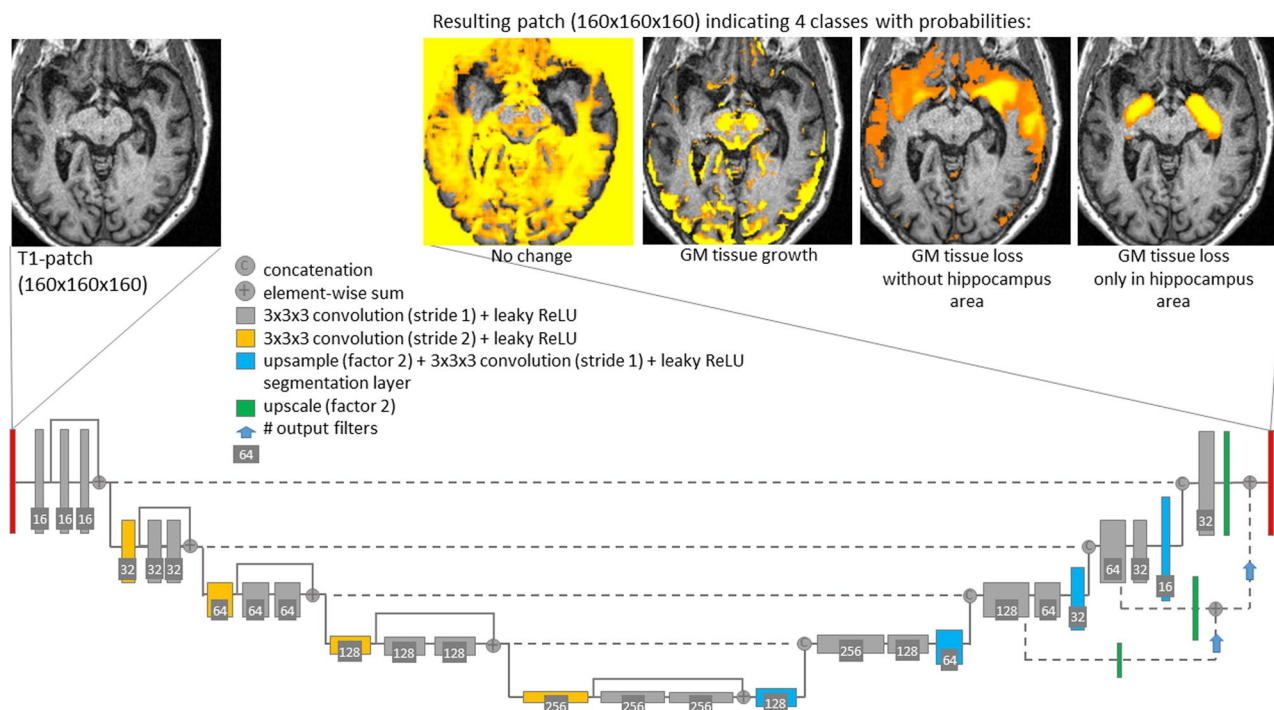 Resulting patch (160x160x160) indicating 4 classes with probabilities:
T1-patch
(160x160x160)
No change
GM tissue growth
GM tissue loss
without hippocampus
area
GM tissue loss
only in hippocampus
area
C concatenation
+ element-wise sum
3x3x3 convolution (stride 1) + leaky ReLU
3x3x3 convolution (stride 2) + leaky ReLU
upsample (factor 2) + 3x3x3 convolution (stride 1) + leaky ReLU
segmentation layer
upscale (factor 2)
# output filters
64
16 16 16
+
C
32
+
32 32 32
+
C
64 32 16
+
64 64 64
+
C
128 64 32
128 128 128
+
C
256 128 64
256 256 256
+
128